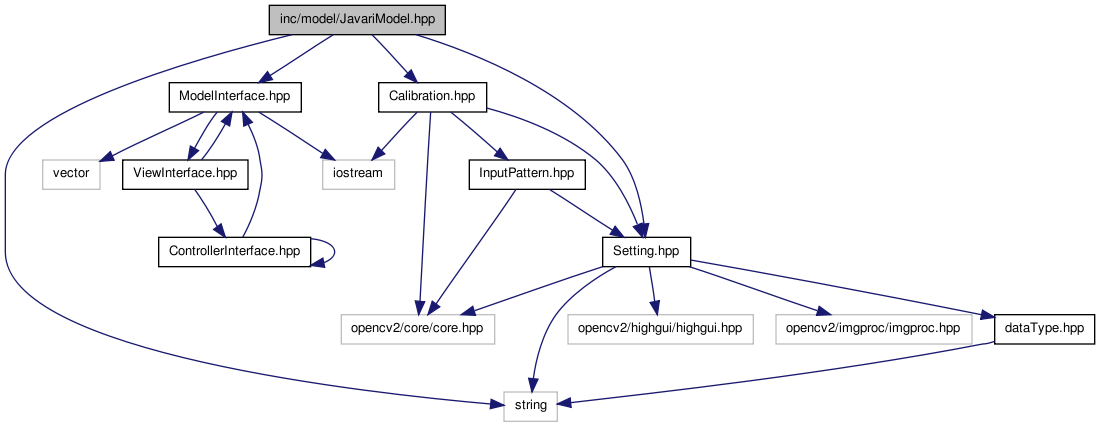 inc/model/JavariModel.hpp
ModelInterface.hpp
Calibration.hpp
vector
ViewInterface.hpp
iostream
InputPattern.hpp
ControllerInterface.hpp
Setting.hpp
opencv2/core/core.hpp
opencv2/highgui/highgui.hpp
opencv2/imgproc/imgproc.hpp
dataType.hpp
string